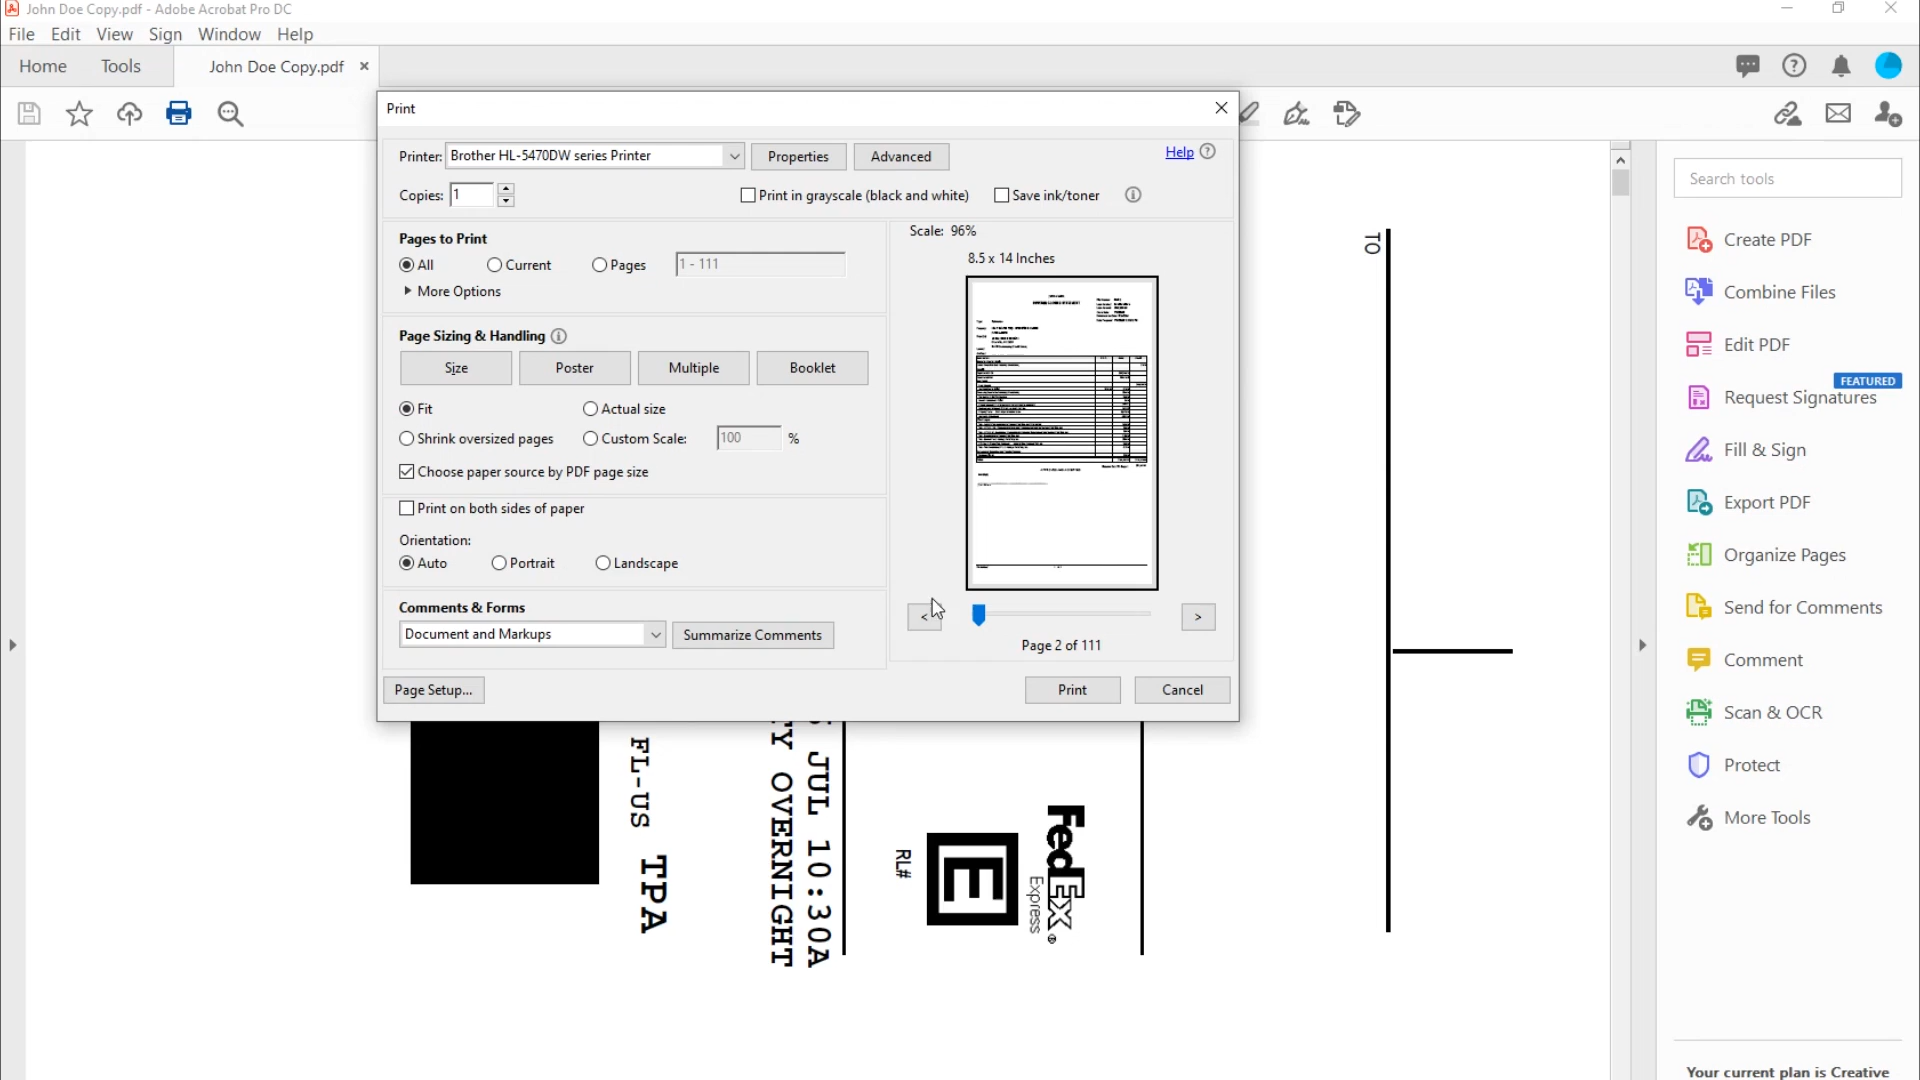 John Doe Copy.pdf - Adobe Acrobat Pro DC
File Edit View Sign Window Help
Home Tools John Doe Copy.pdf
Print
Printer: Brother HL-5470DW series Printer Properties Advanced Help
Copies: 1 Print in grayscale (black and white) Save ink/toner
Pages to Print
All Current Pages 1 - 111
More Options
Page Sizing & Handling
Size Poster Multiple Booklet
Fit Actual size
Shrink oversized pages Custom Scale: 100 %
Choose paper source by PDF page size
Print on both sides of paper
Orientation:
Auto Portrait Landscape
Comments & Forms
Document and Markups Summarize Comments
Page Setup...
Scale: 96%
8.5 x 14 Inches
< >
Page 2 of 111
Print Cancel
TO
FL-US TPA
JUL 10:30A
TY OVERNIGHT
RL#
E
FedEx®
Express
Search tools
Create PDF
Combine Files
Edit PDF
FEATURED
Request Signatures
Fill & Sign
Export PDF
Organize Pages
Send for Comments
Comment
Scan & OCR
Protect
More Tools
Your current plan is Creative